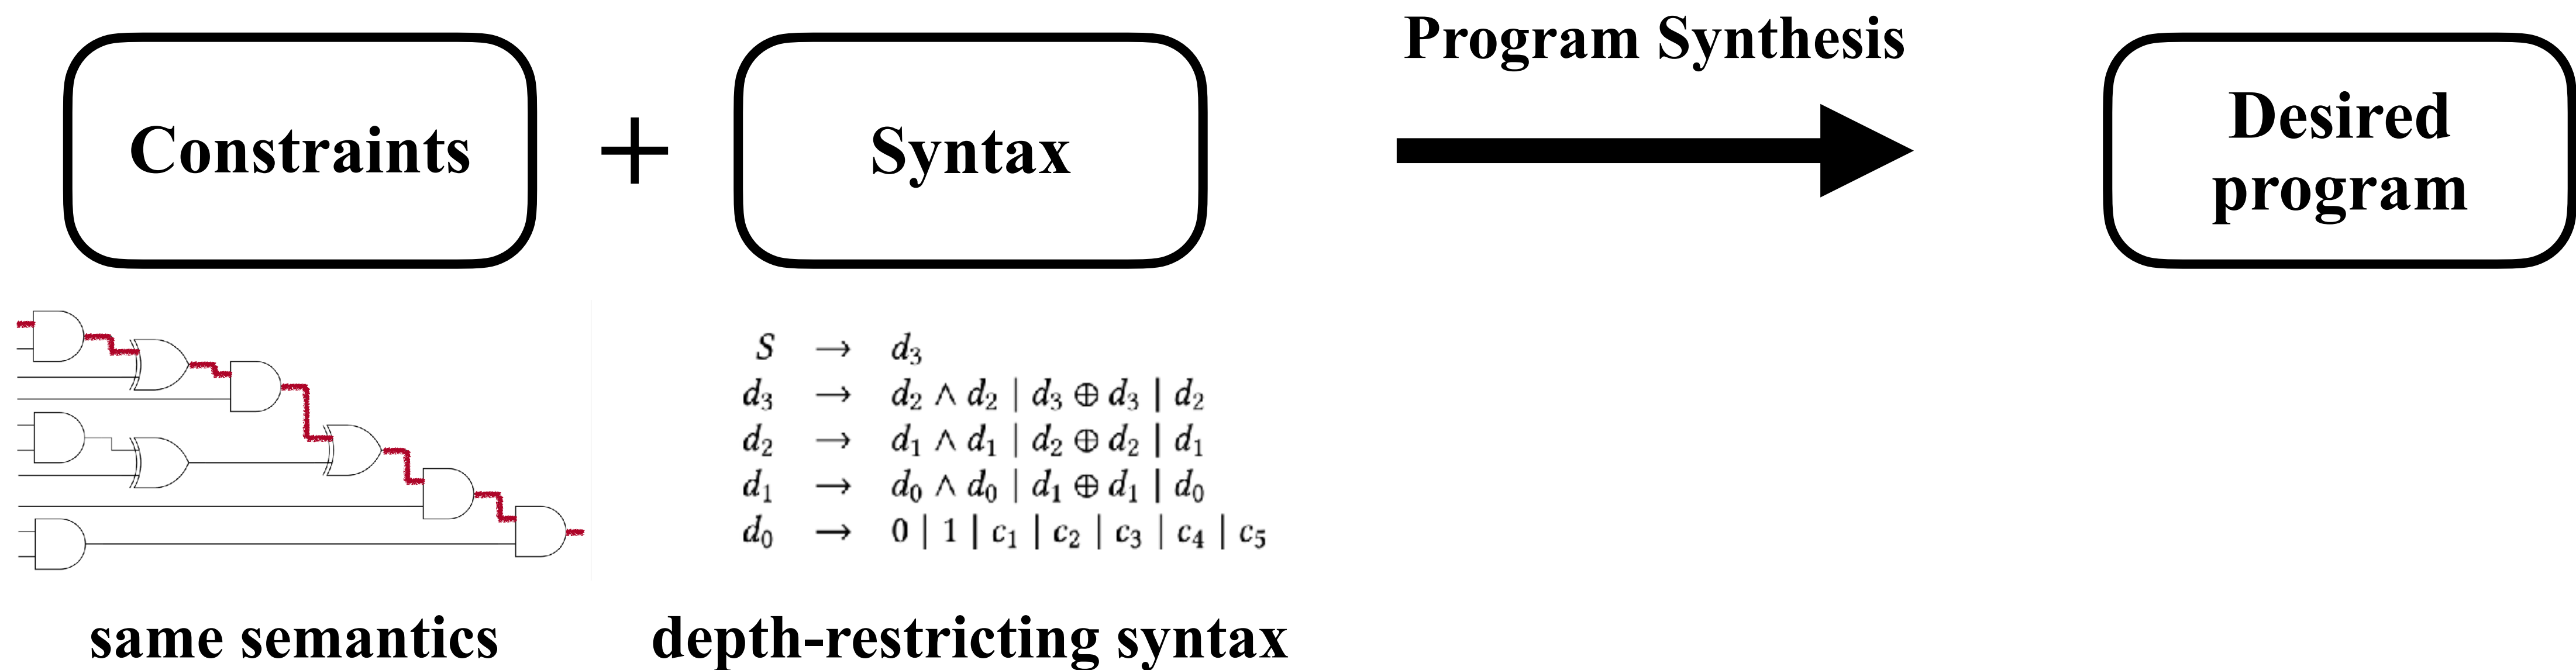 Program Synthesis
Constraints
+
Syntax
Desired
program
S → d₃
d₃ → d₂ ∧ d₂ | d₃ ⊕ d₃ | d₂
d₂ → d₁ ∧ d₁ | d₂ ⊕ d₂ | d₁
d₁ → d₀ ∧ d₀ | d₁ ⊕ d₁ | d₀
d₀ → 0 | 1 | c₁ | c₂ | c₃ | c₄ | c₅
same semantics
depth-restricting syntax